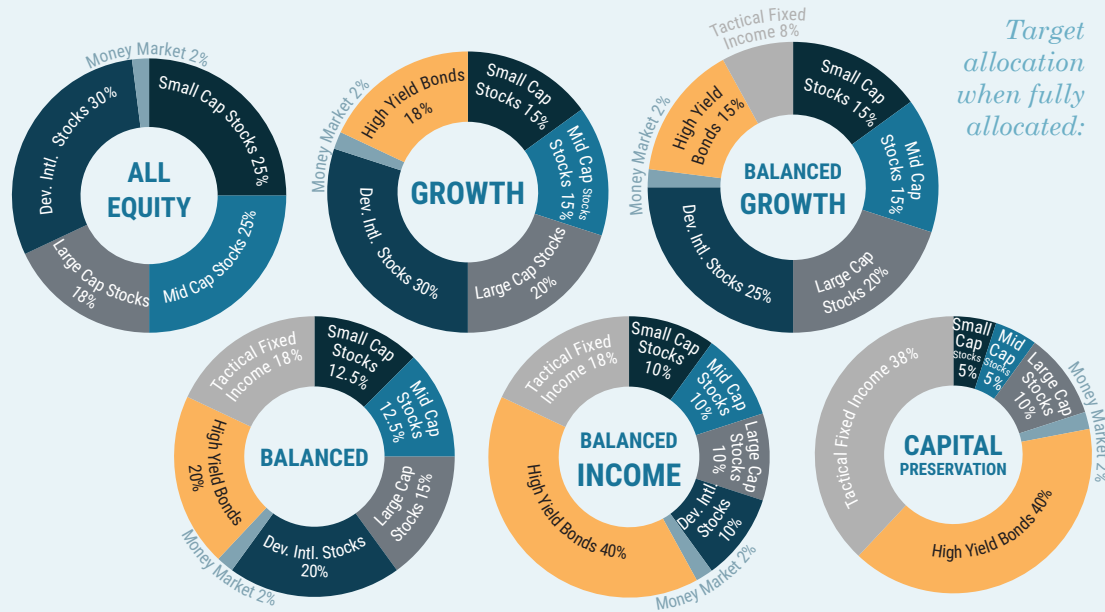 Target
allocation
when fully
allocated:
ALL
EQUITY
Money Market 2%
Small Cap Stocks 25%
Mid Cap Stocks 25%
Large Cap Stocks
18%
Dev. Intl. Stocks 30%
GROWTH
High Yield Bonds
18%
Small Cap
Stocks 15%
Mid Cap Stocks
Stocks 15%
Large Cap Stocks
20%
Dev. Intl. Stocks 30%
Money Market 2%
BALANCED
GROWTH
Tactical Fixed
Income 8%
Small Cap
Stocks 15%
Mid Cap
Stocks 15%
Large Cap
Stocks 20%
Dev. Intl. Stocks 25%
Money Market 2%
High Yield
Bonds 15%
BALANCED
Tactical Fixed
Income 18%
Small Cap
Stocks
12.5%
Mid Cap
Stocks
12.5%
Large Cap
Stocks 15%
Dev. Intl. Stocks
20%
Money Market 2%
High Yield Bonds
20%
BALANCED
INCOME
Tactical Fixed
Income 18%
Small Cap
Stocks
10%
Mid Cap
Stocks
10%
Large Cap
Stocks
10%
Dev. Intl.
Stocks
10%
Money Market 2%
High Yield Bonds 40%
CAPITAL
PRESERVATION
Small
Cap
Stocks
5%
Mid
Cap
Stocks
5%
Large Cap
Stocks
10%
Money Market 2%
High Yield Bonds 40%
Tactical Fixed Income 38%